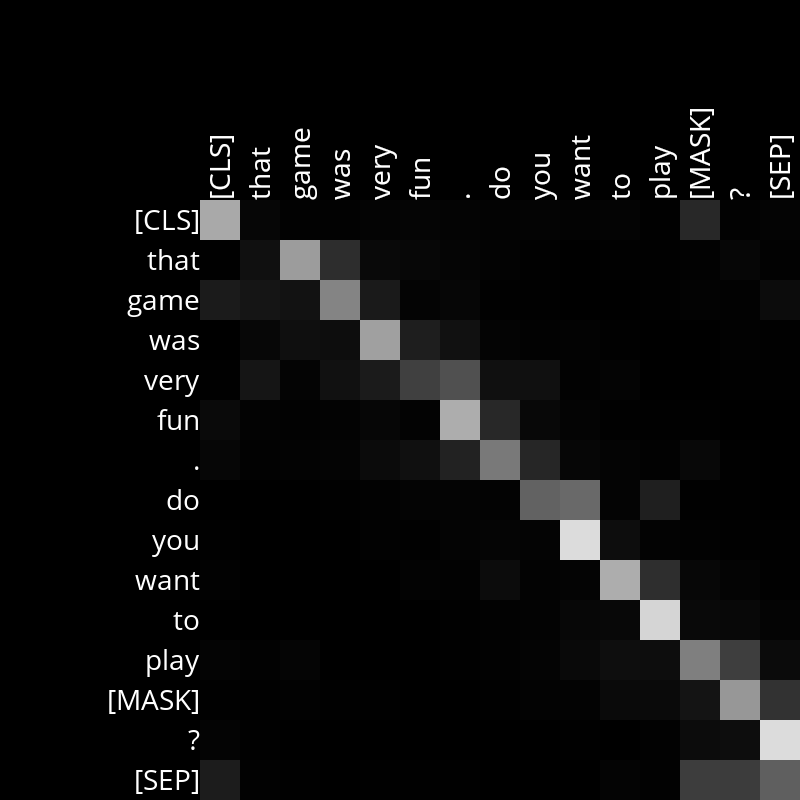 [CLS] that game was very fun . do you want to play [MASK] ? [SEP]
[CLS]
that
game
was
very
fun
.
do
you
want
to
play
[MASK]
?
[SEP]